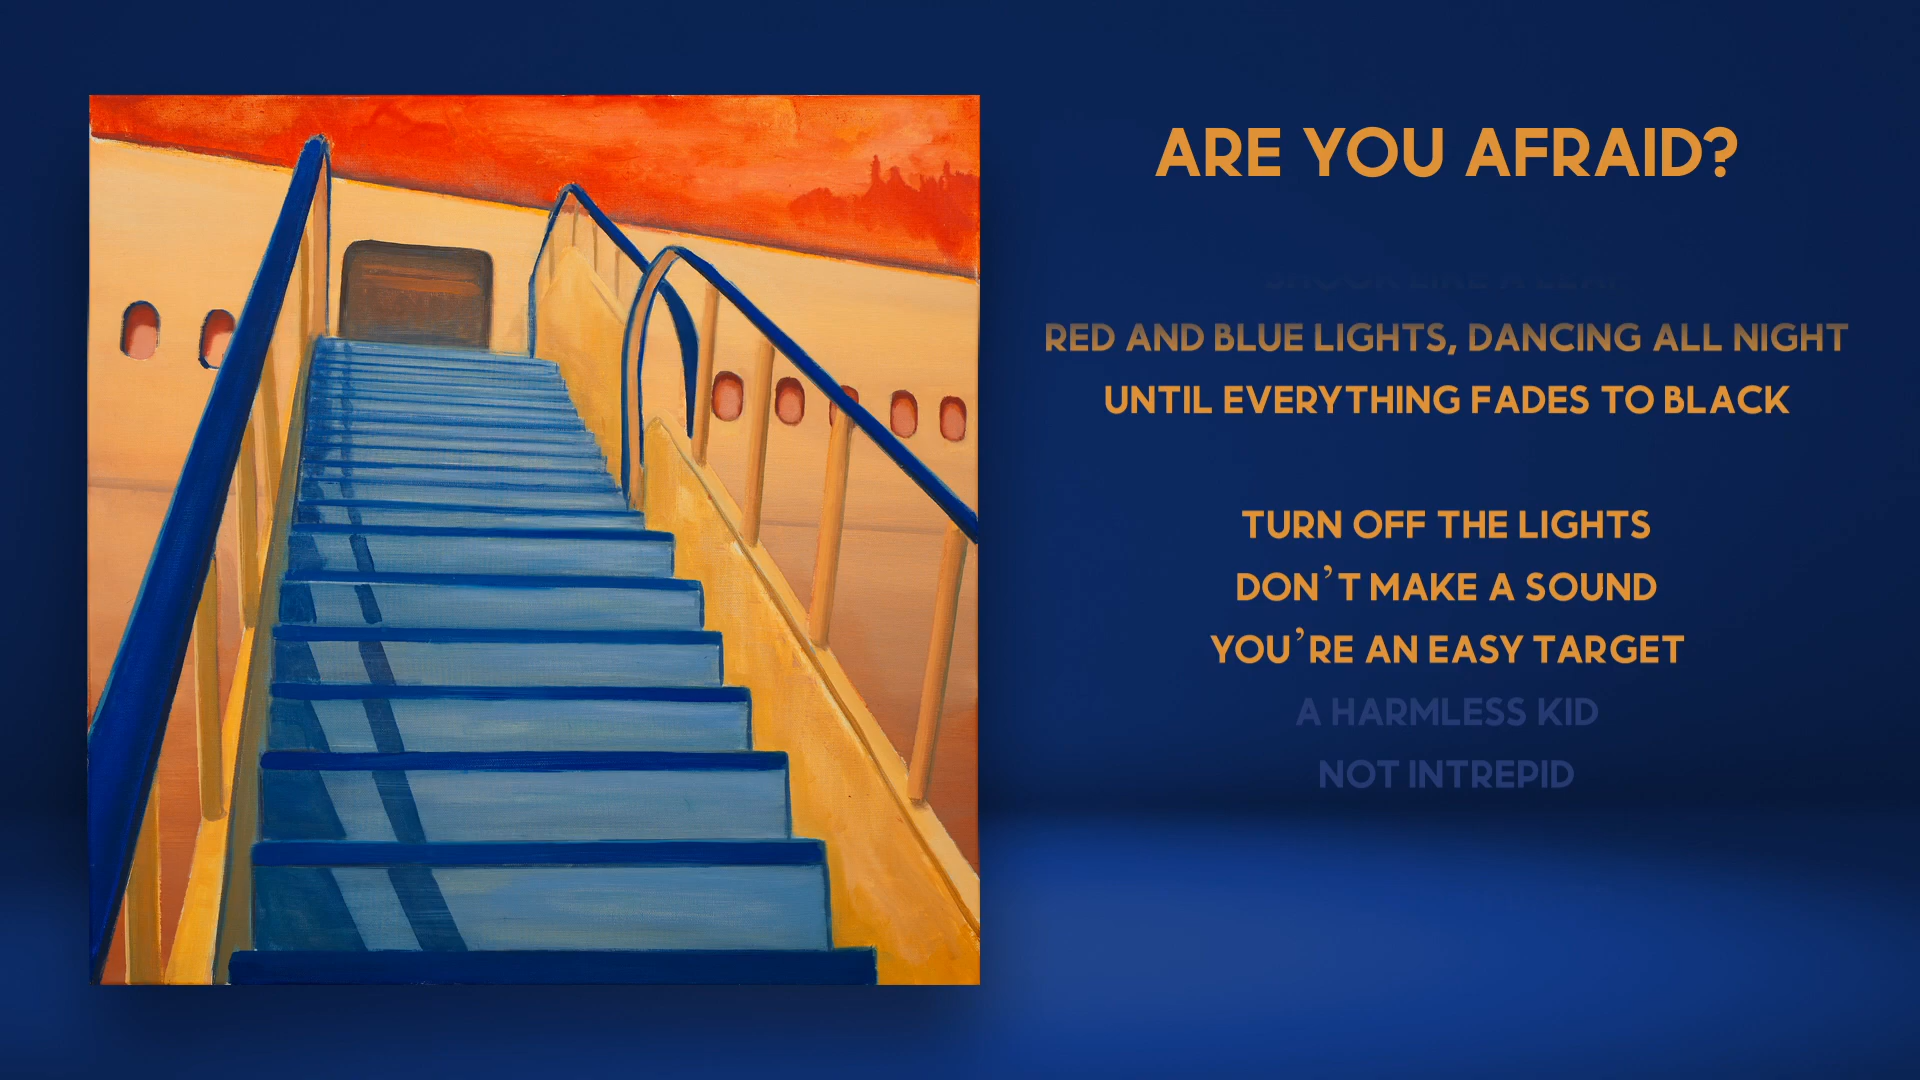 ARE YOU AFRAID?
RED AND BLUE LIGHTS, DANCING ALL NIGHT
UNTIL EVERYTHING FADES TO BLACK
TURN OFF THE LIGHTS
DON'T MAKE A SOUND
YOU'RE AN EASY TARGET
A HARMLESS KID
NOT INTREPID